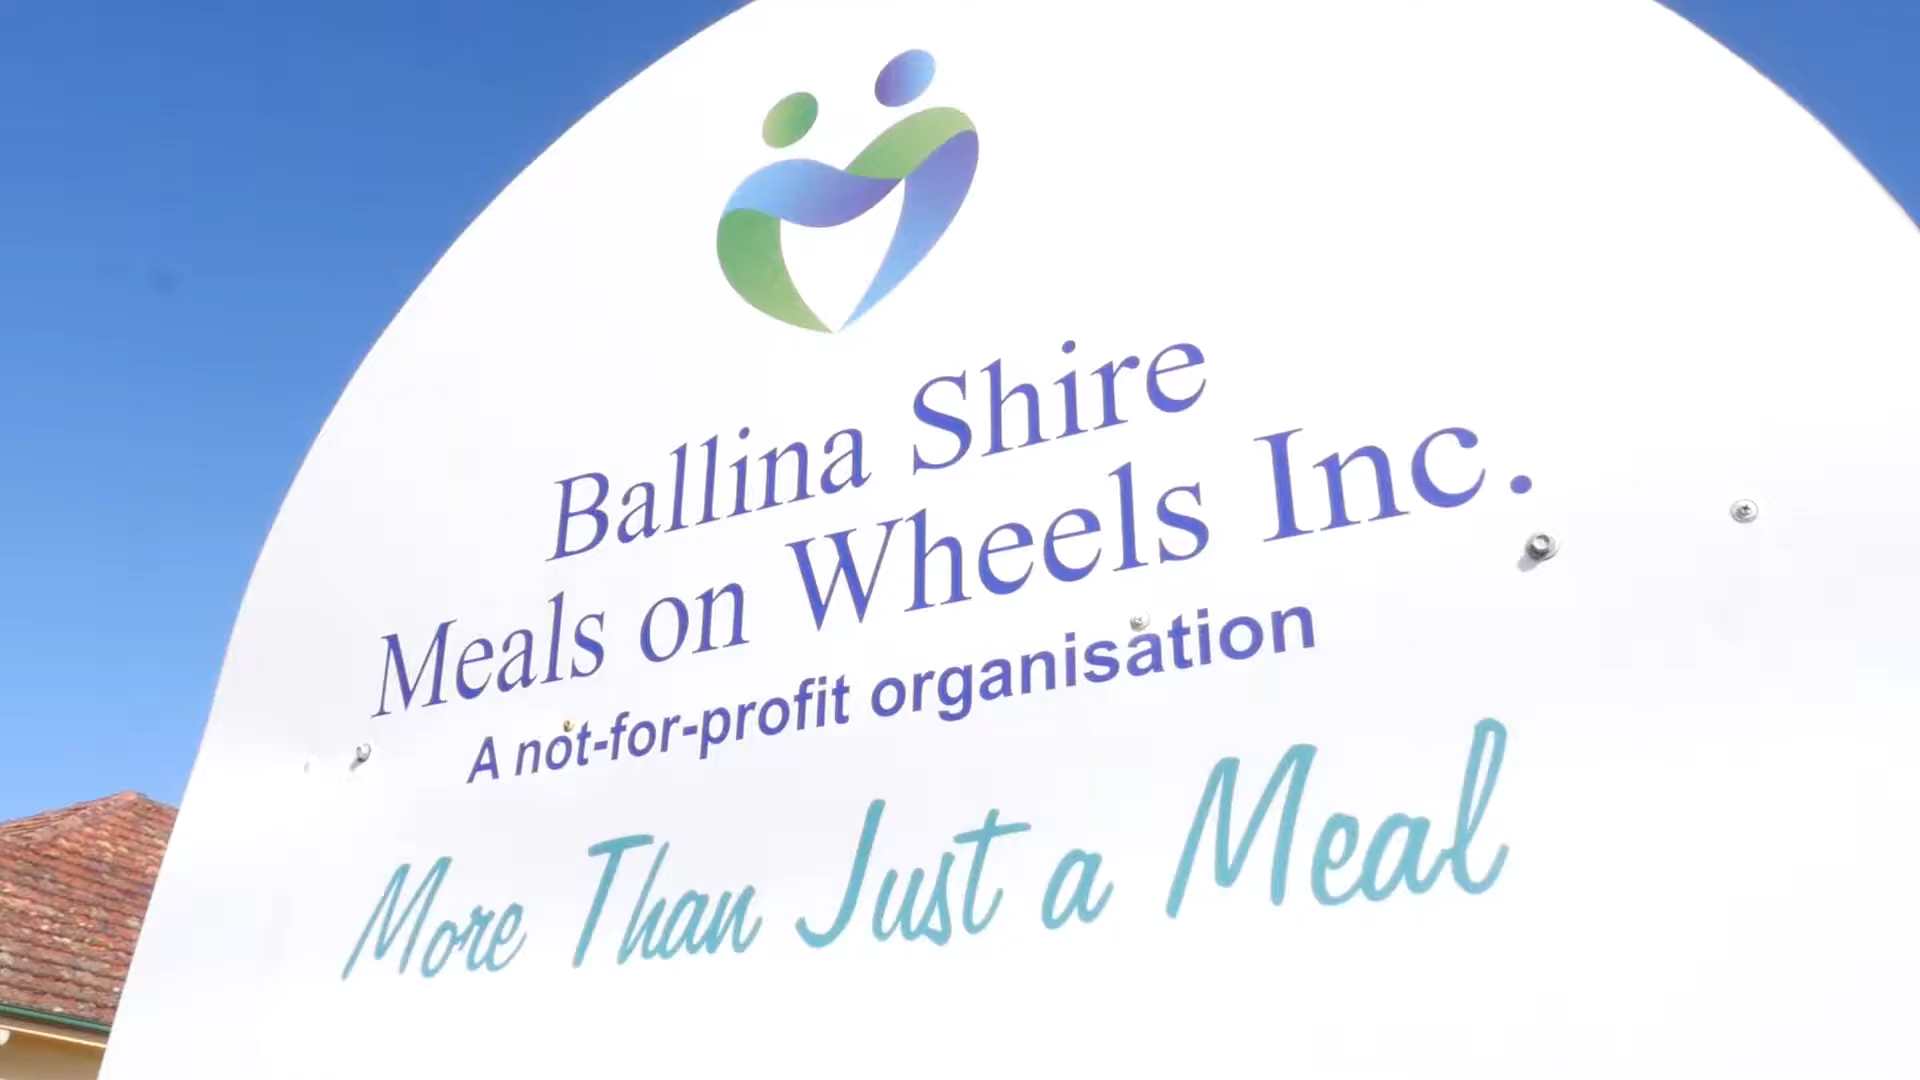 Ballina Shire
Meals on Wheels Inc.
A not-for-profit organisation
More Than Just a Meal